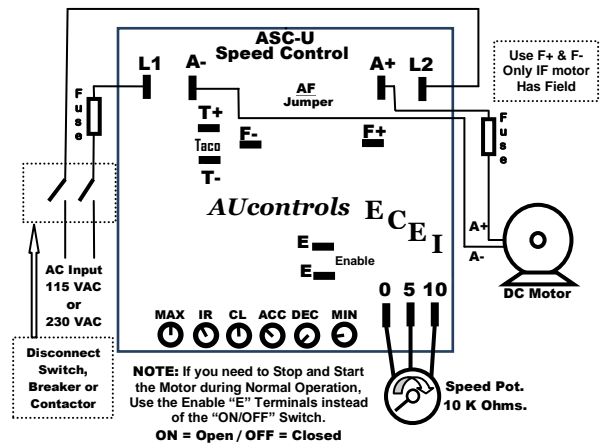 ASC-U
Speed Control
L1
A-
A+
L2
Use F+ & F-
Only IF motor
Has Field
AF
Jumper
Fuse
T+
Taco
T-
F-
F+
Fuse
AUcontrols
ECEI
A+
A-
E
Enable
E
AC Input
115 VAC
or
230 VAC
DC Motor
0 5 10
MAX IR CL ACC DEC MIN
Disconnect
Switch,
Breaker or
Contactor
NOTE: If you need to Stop and Start
the Motor during Normal Operation,
Use the Enable “E” Terminals instead
of the “ON/OFF” Switch.
ON = Open / OFF = Closed
Speed Pot.
10 K Ohms.